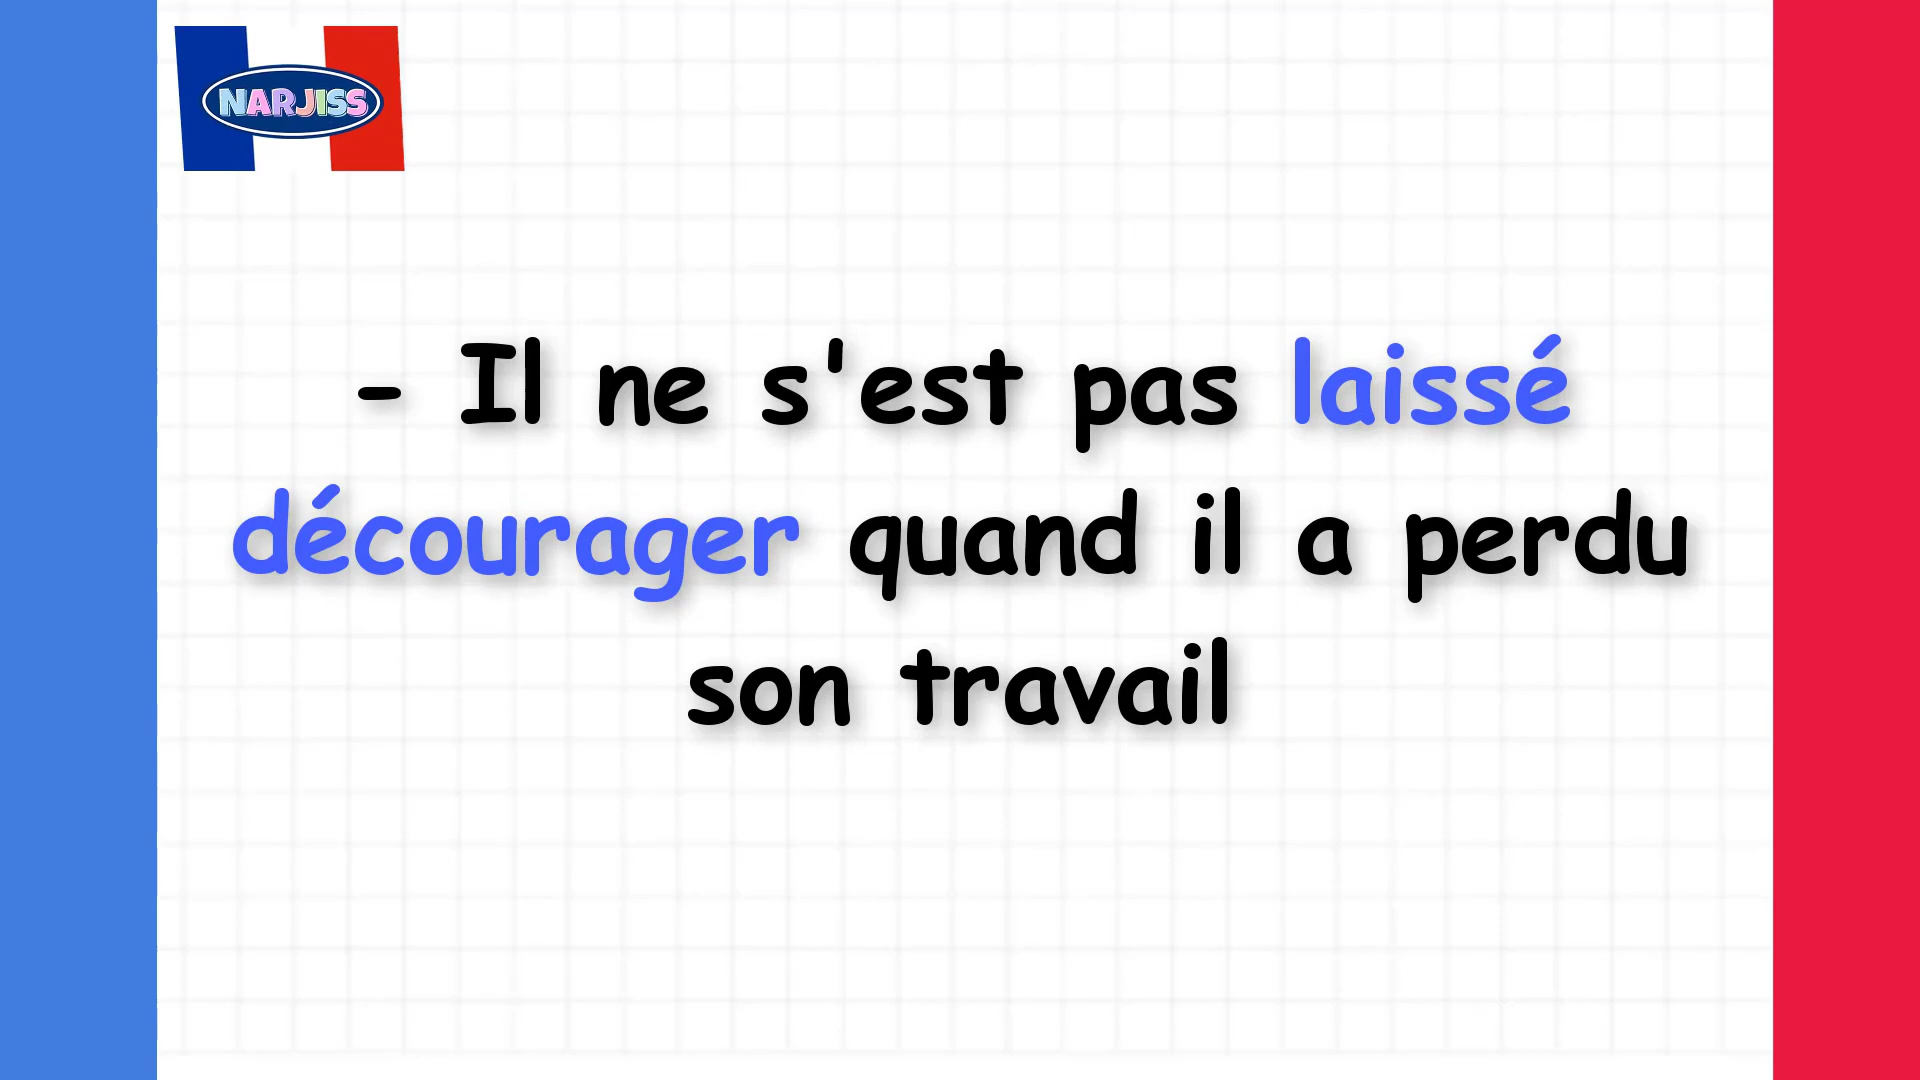 NARJISS
- Il ne s'est pas laissé
décourager quand il a perdu
son travail